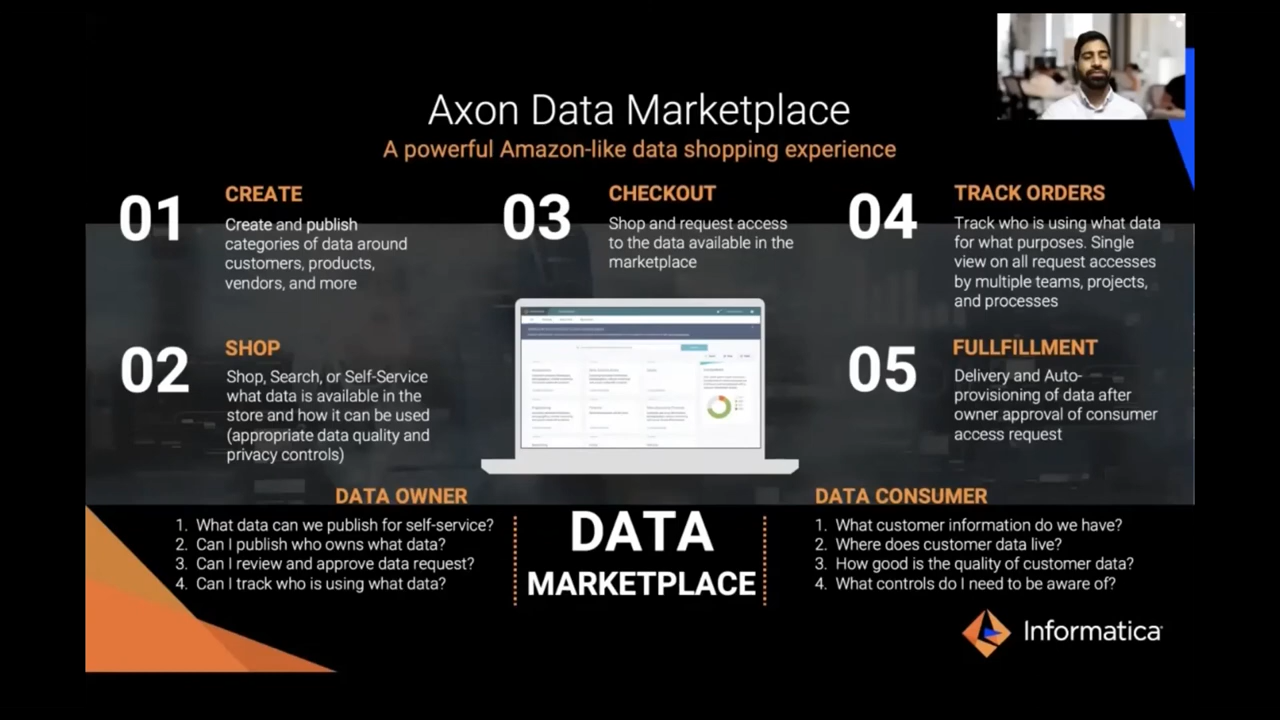 Axon Data Marketplace
A powerful Amazon-like data shopping experience
01
CREATE
Create and publish
categories of data around
customers, products,
vendors, and more
02
SHOP
Shop, Search, or Self-Service
what data is available in the
store and how it can be used
(appropriate data quality and
privacy controls)
03
CHECKOUT
Shop and request access
to the data available in the
marketplace
04
TRACK ORDERS
Track who is using what data
for what purposes. Single
view on all request accesses
by multiple teams, projects,
and processes
05
FULLFILLMENT
Delivery and Auto-
provisioning of data after
owner approval of consumer
access request
DATA OWNER
1. What data can we publish for self-service?
2. Can I publish who owns what data?
3. Can I review and approve data request?
4. Can I track who is using what data?
DATA
MARKETPLACE
DATA CONSUMER
1. What customer information do we have?
2. Where does customer data live?
3. How good is the quality of customer data?
4. What controls do I need to be aware of?
Informatica